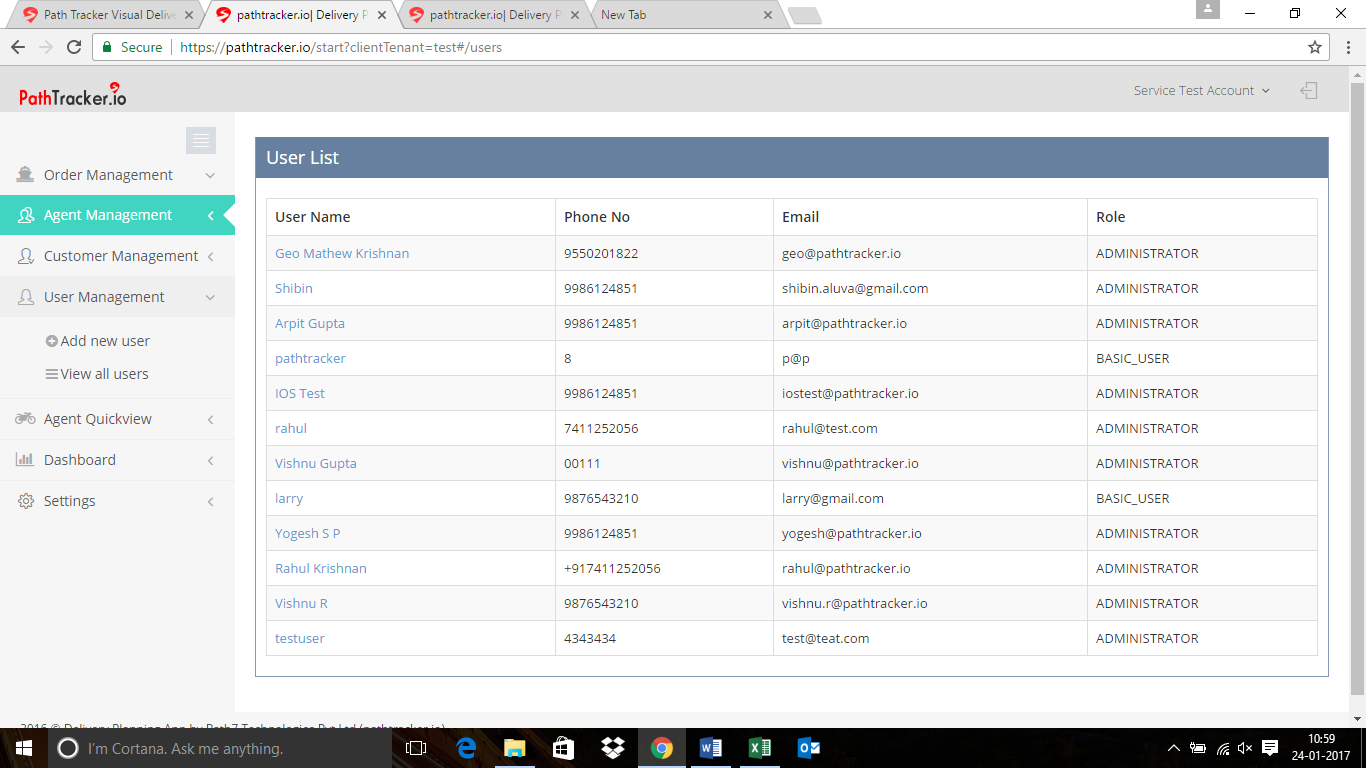 Path Tracker Visual Delive
pathtracker.io| Delivery P
pathtracker.io| Delivery P
New Tab
Secure https://pathtracker.io/start?clientTenant=test#/users
PathTracker.io
Service Test Account
Order Management
Agent Management
Customer Management
User Management
Add new user
View all users
Agent Quickview
Dashboard
Settings
User List
User Name Phone No Email Role
Geo Mathew Krishnan 9550201822 geo@pathtracker.io ADMINISTRATOR
Shibin 9986124851 shibin.aluva@gmail.com ADMINISTRATOR
Arpit Gupta 9986124851 arpit@pathtracker.io ADMINISTRATOR
pathtracker 8 p@p BASIC_USER
IOS Test 9986124851 iostest@pathtracker.io ADMINISTRATOR
rahul 7411252056 rahul@test.com ADMINISTRATOR
Vishnu Gupta 00111 vishnu@pathtracker.io ADMINISTRATOR
larry 9876543210 larry@gmail.com BASIC_USER
Yogesh S P 9986124851 yogesh@pathtracker.io ADMINISTRATOR
Rahul Krishnan +917411252056 rahul@pathtracker.io ADMINISTRATOR
Vishnu R 9876543210 vishnu.r@pathtracker.io ADMINISTRATOR
testuser 4343434 test@teat.com ADMINISTRATOR
2016 © Delivery Planning App by Path7 Technologies Pvt Ltd (pathtracker.io)
I'm Cortana. Ask me anything.
10:59
24-01-2017